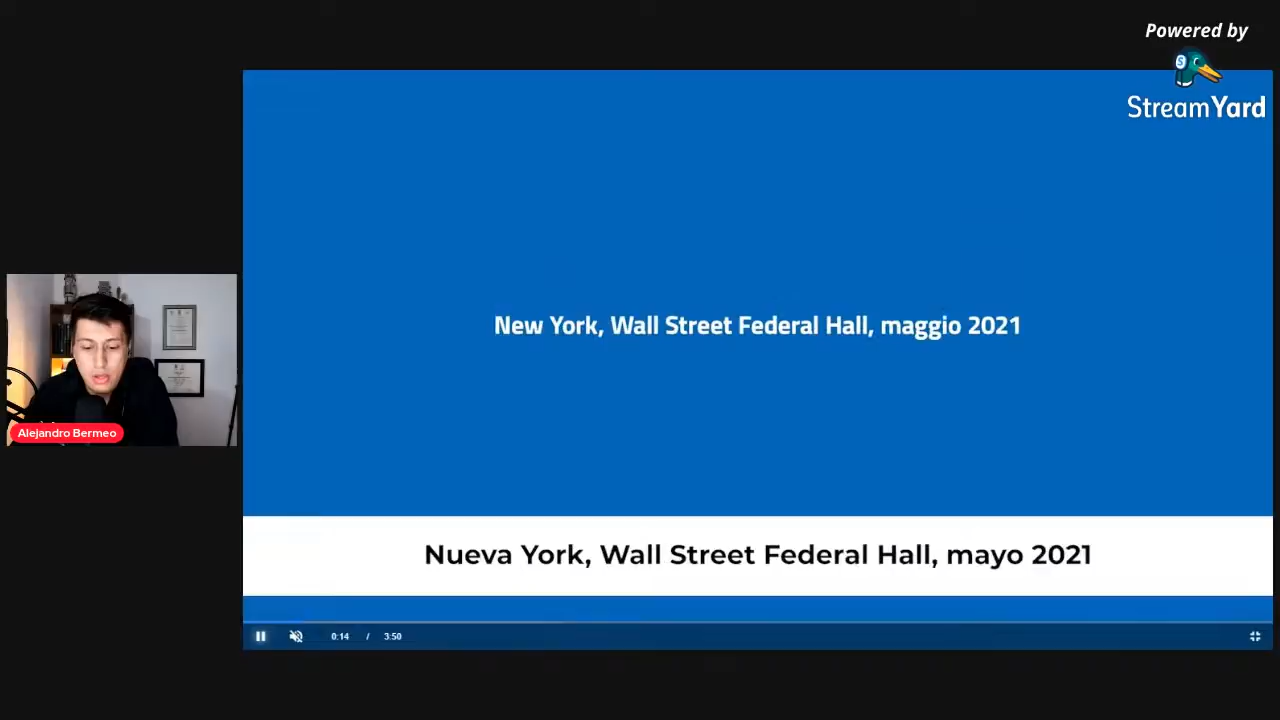 Powered by
StreamYard
New York, Wall Street Federal Hall, maggio 2021
Alejandro Bermeo
Nueva York, Wall Street Federal Hall, mayo 2021
0:14 / 3:50